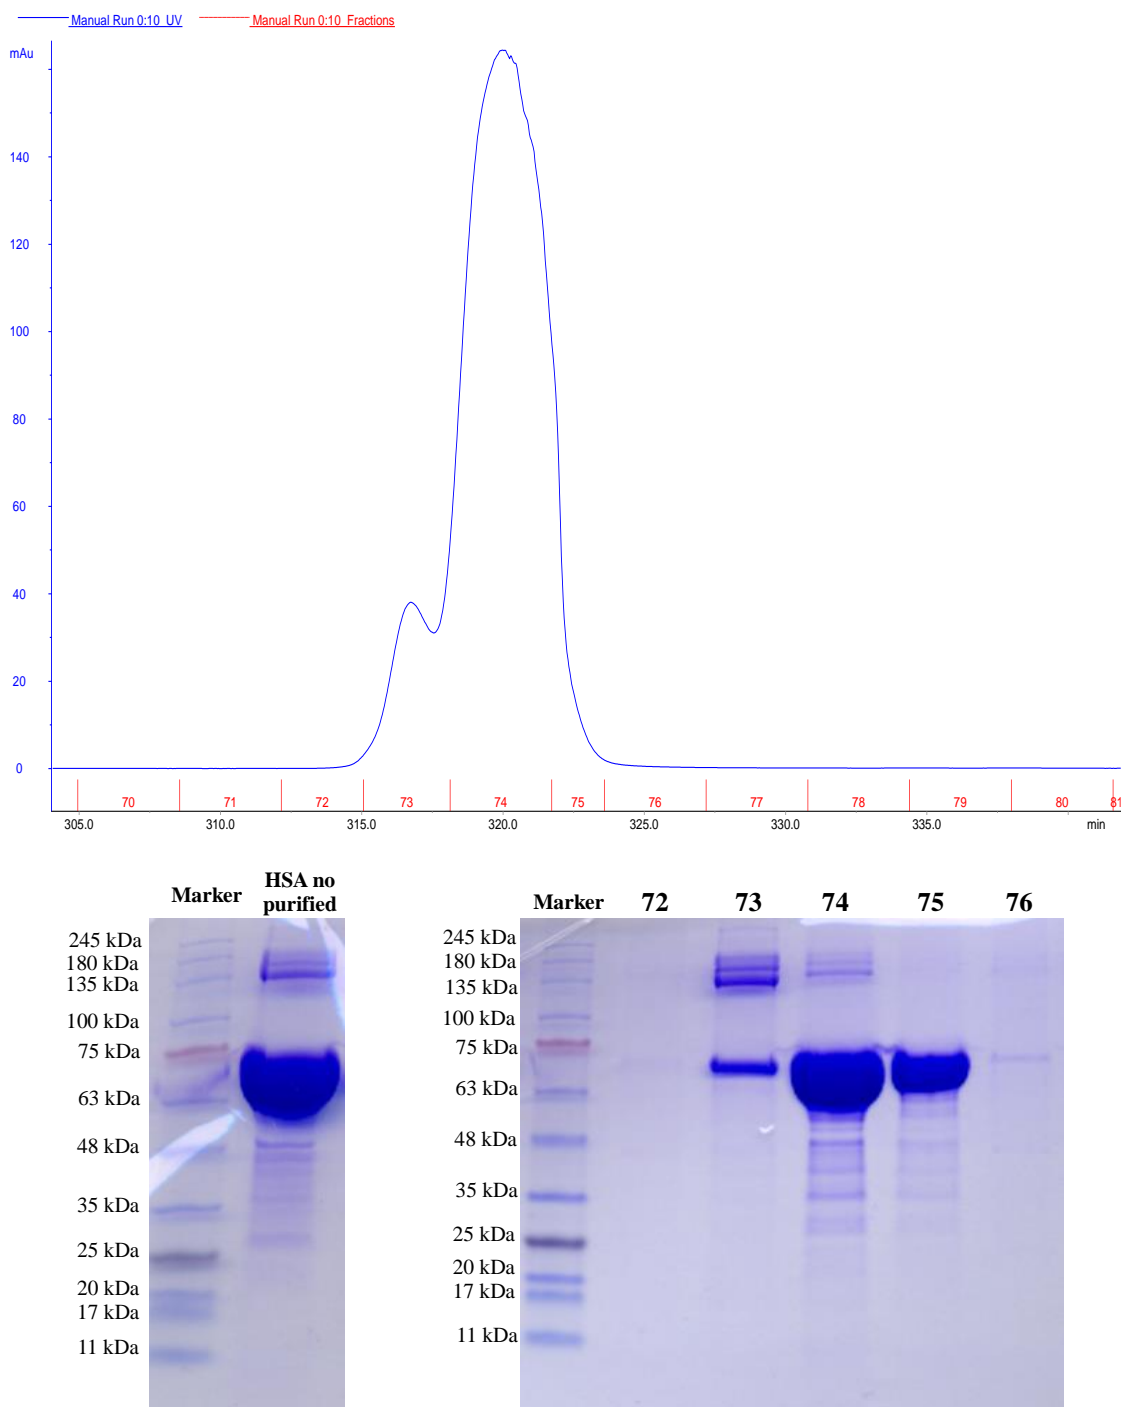 Manual Run 0:10_UV Manual Run 0:10_Fractions
mAu
140
120
100
80
60
40
20
0
70 71 72 73 74 75 76 77 78 79 80 81
305.0 310.0 315.0 320.0 325.0 330.0 335.0 min
Marker HSA no purified
245 kDa
180 kDa
135 kDa
100 kDa
75 kDa
63 kDa
48 kDa
35 kDa
25 kDa
20 kDa
17 kDa
11 kDa
Marker 72 73 74 75 76
245 kDa
180 kDa
135 kDa
100 kDa
75 kDa
63 kDa
48 kDa
35 kDa
25 kDa
20 kDa
17 kDa
11 kDa